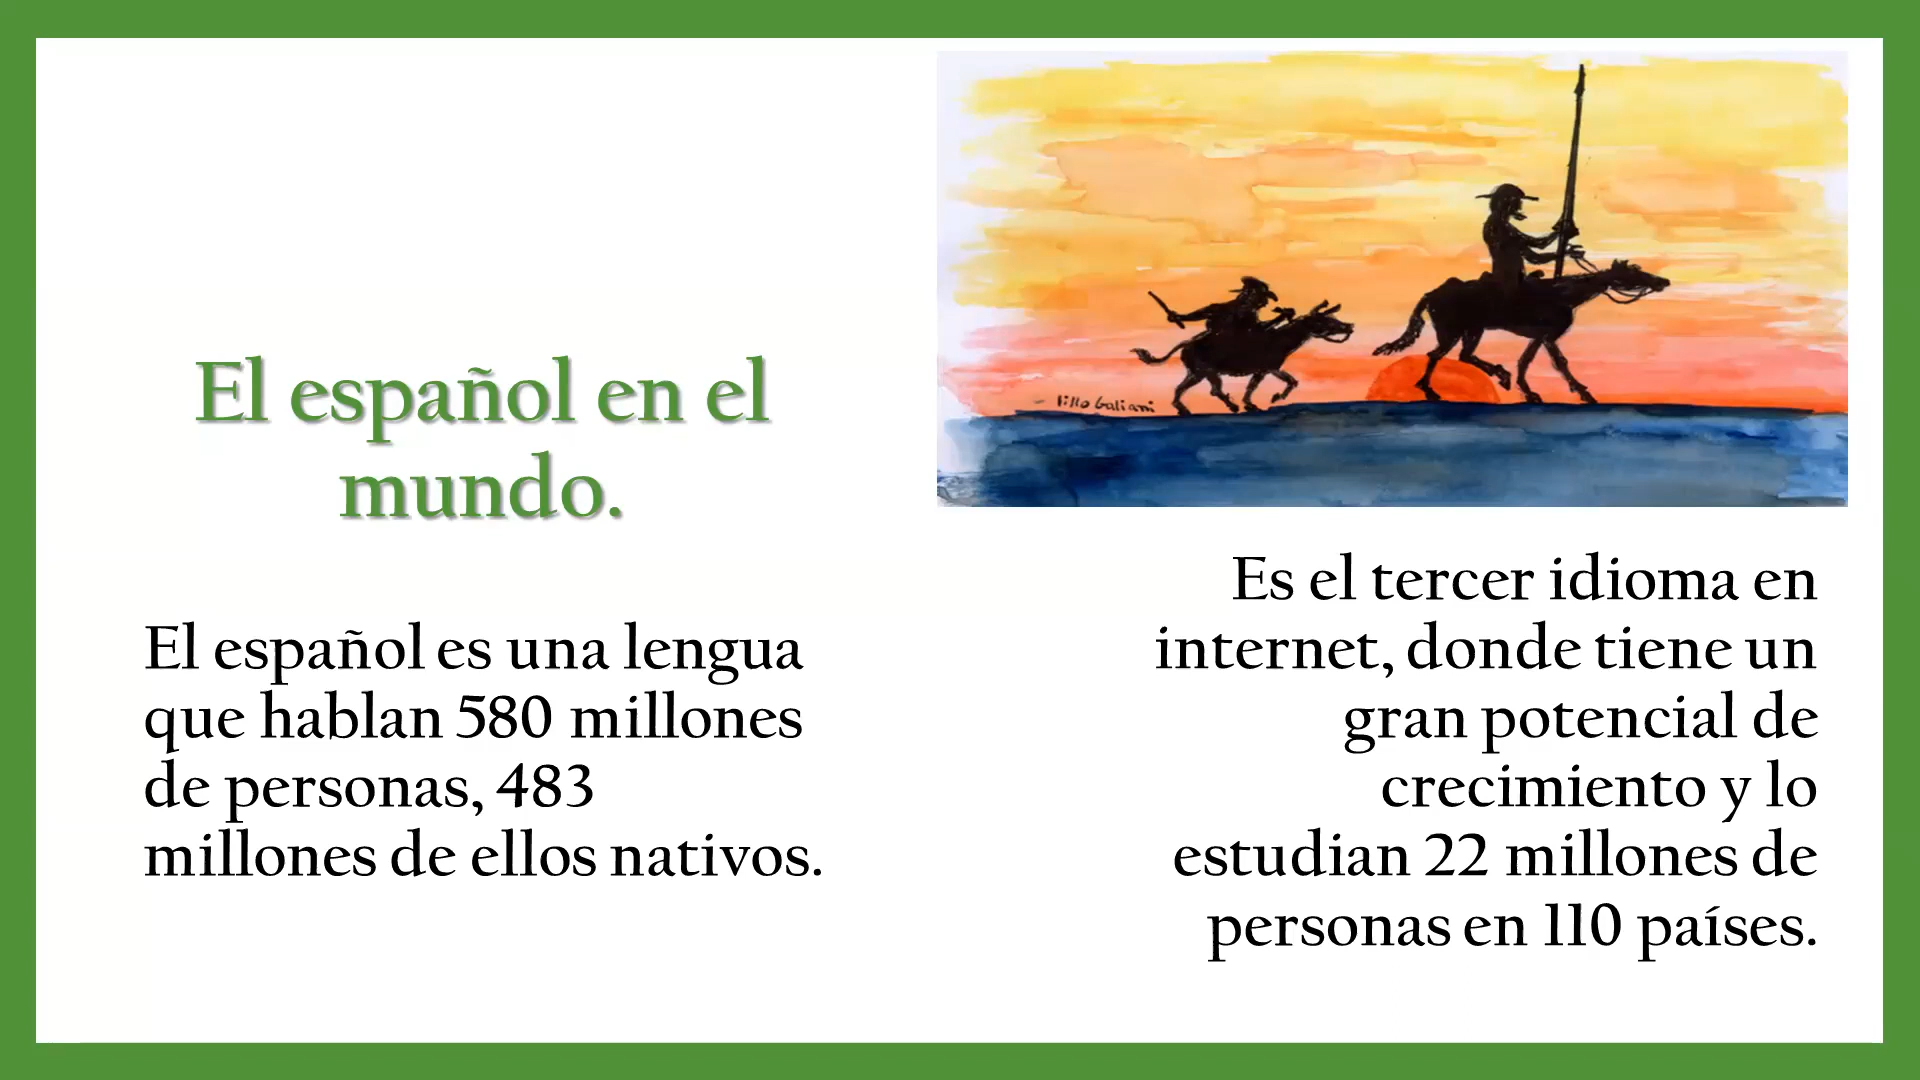 El español en el
mundo.
El español es una lengua
que hablan 580 millones
de personas, 483
millones de ellos nativos.
lillo Galiani
Es el tercer idioma en
internet, donde tiene un
gran potencial de
crecimiento y lo
estudian 22 millones de
personas en 110 países.